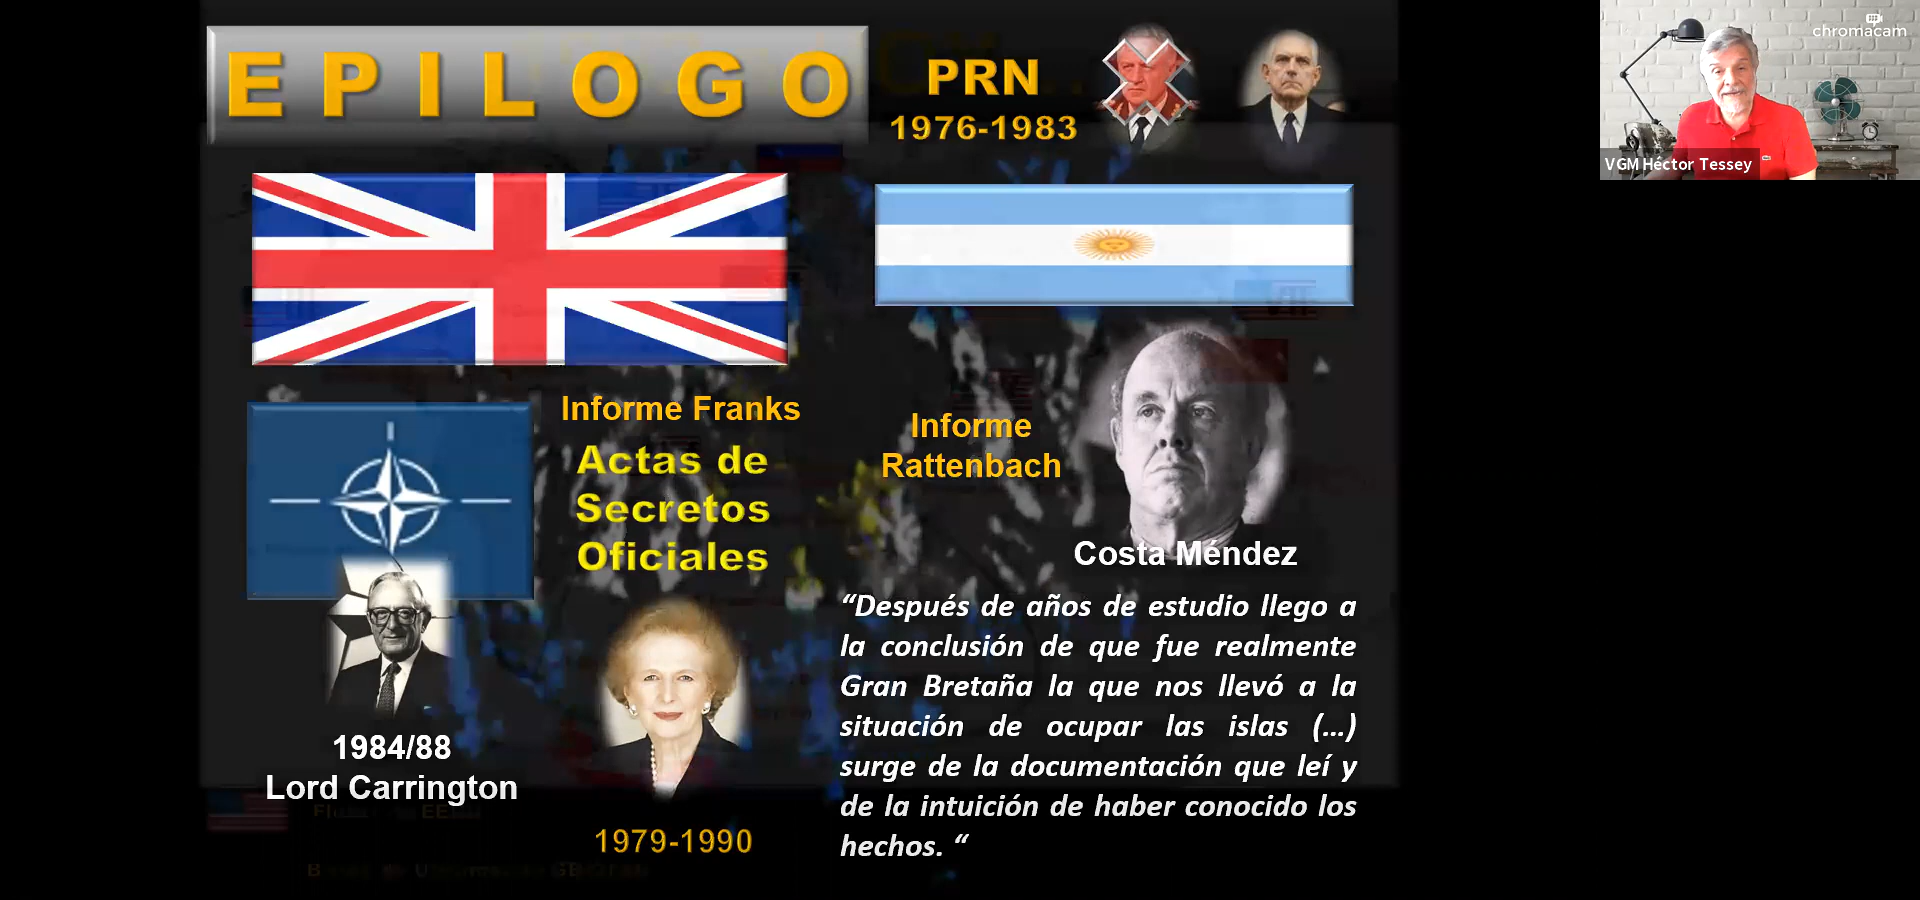 E P I L O G O
PRN
1976-1983
Informe Franks
Actas de
Secretos
Oficiales
1984/88
Lord Carrington
1979-1990
Informe
Rattenbach
Costa Méndez
“Después de años de estudio llego a
la conclusión de que fue realmente
Gran Bretaña la que nos llevó a la
situación de ocupar las islas (...)
surge de la documentación que leí y
de la intuición de haber conocido los
hechos. “
chromacam
VGM Héctor Tessey